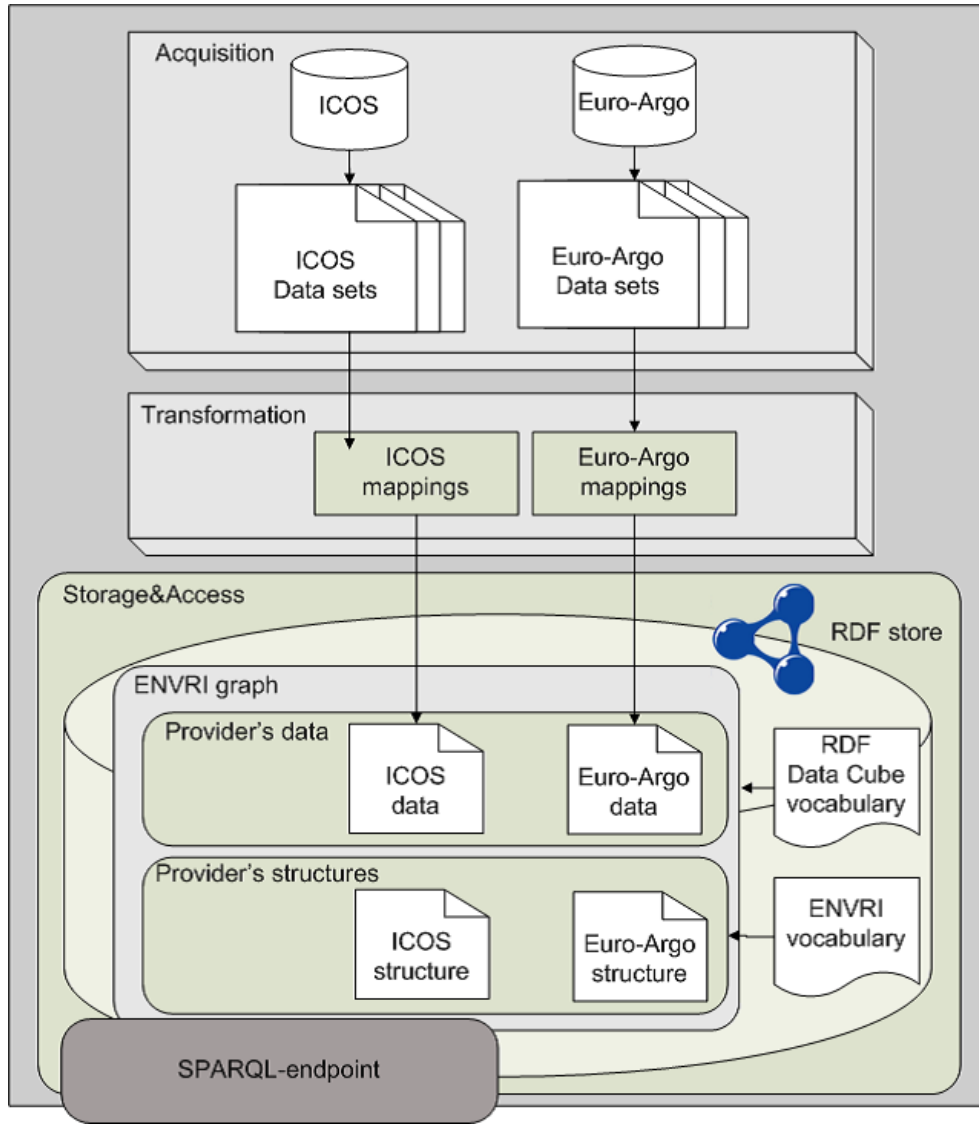 Acquisition
ICOS
Euro-Argo
ICOS
Data sets
Euro-Argo
Data sets
Transformation
ICOS
mappings
Euro-Argo
mappings
Storage&Access
RDF store
ENVRI graph
Provider's data
ICOS
data
Euro-Argo
data
RDF
Data Cube
vocabulary
Provider's structures
ICOS
structure
Euro-Argo
structure
ENVRI
vocabulary
SPARQL-endpoint